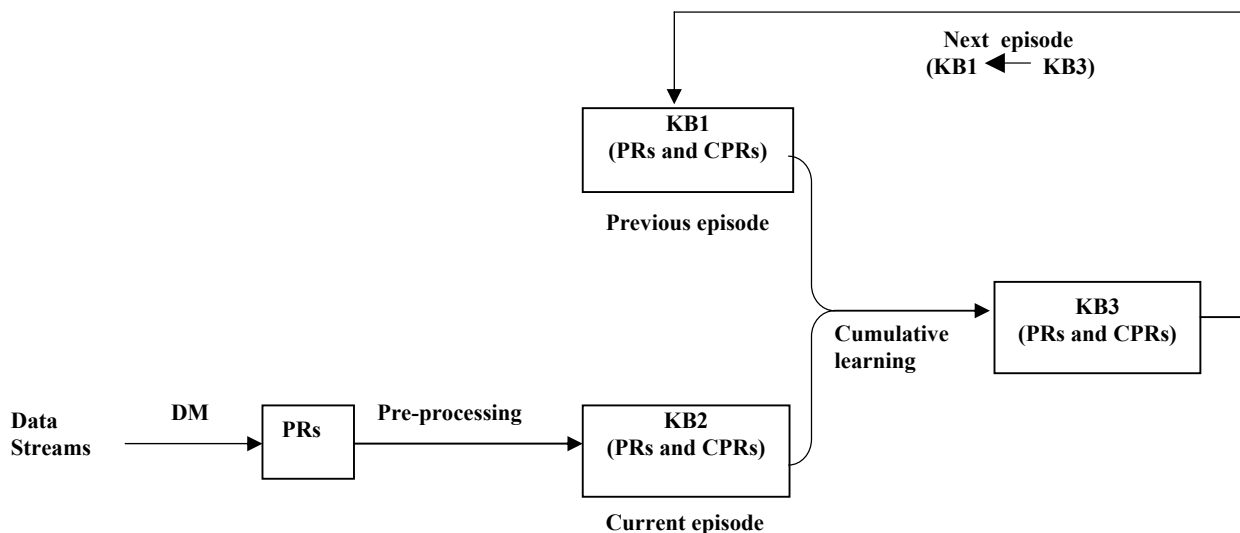 Next episode
(KB1 KB3)
KB1
(PRs and CPRs)
Previous episode
KB3
(PRs and CPRs)
Cumulative
learning
Data
Streams
DM
PRs
Pre-processing
KB2
(PRs and CPRs)
Current episode